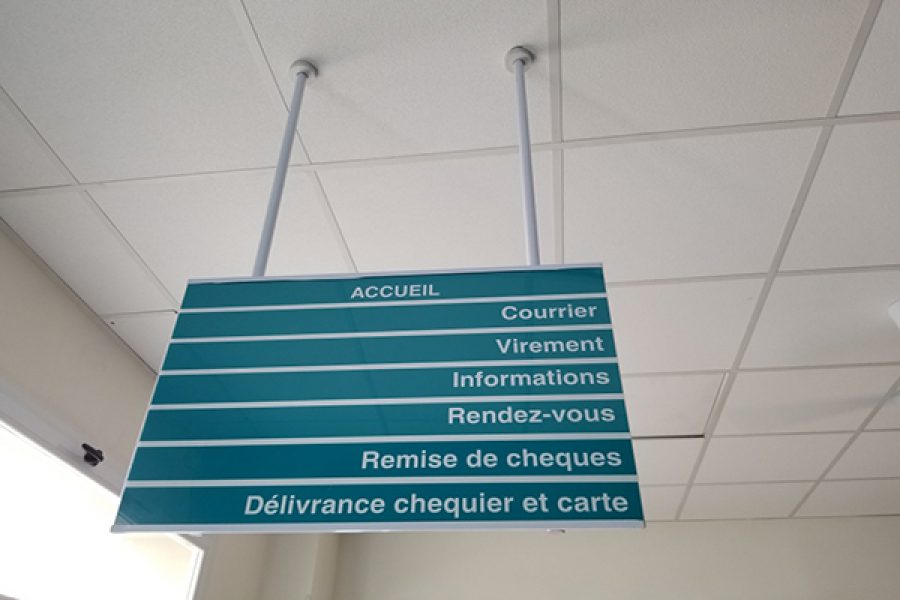 ACCUEIL
Courrier
Virement
Informations
Rendez-vous
Remise de cheques
Délivrance chequier et carte